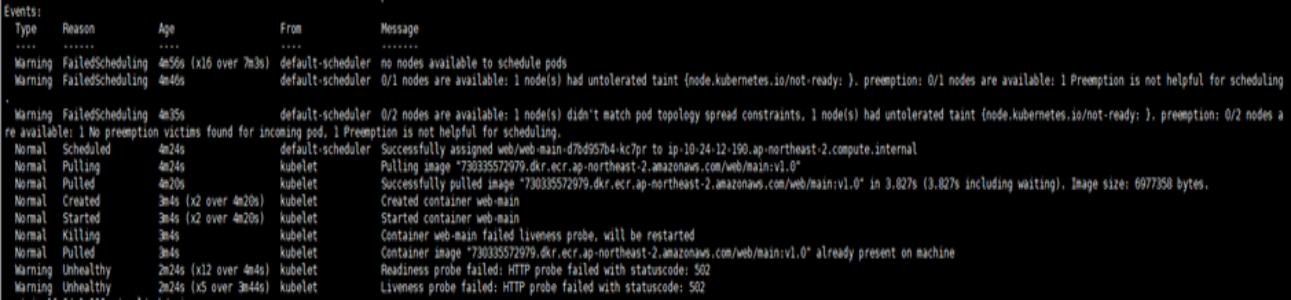 Events:
Type Reason Age From Message
---- ------ ---- ---- -------
Warning FailedScheduling 4m56s (x16 over 7m3s) default-scheduler no nodes available to schedule pods
Warning FailedScheduling 4m46s default-scheduler 0/1 nodes are available: 1 node(s) had untolerated taint {node.kubernetes.io/not-ready: }. preemption: 0/1 nodes are available: 1 Preemption is not helpful for scheduling
.
Warning FailedScheduling 4m35s default-scheduler 0/2 nodes are available: 1 node(s) didn't match pod topology spread constraints, 1 node(s) had untolerated taint {node.kubernetes.io/not-ready: }. preemption: 0/2 nodes a
re available: 1 No preemption victims found for incoming pod, 1 Preemption is not helpful for scheduling.
Normal Scheduled 4m24s default-scheduler Successfully assigned web/web-main-d7bd957b4-kc7pr to ip-10-24-12-190.ap-northeast-2.compute.internal
Normal Pulling 4m24s kubelet Pulling image "730335572979.dkr.ecr.ap-northeast-2.amazonaws.com/web/main:v1.0"
Normal Pulled 4m20s kubelet Successfully pulled image "730335572979.dkr.ecr.ap-northeast-2.amazonaws.com/web/main:v1.0" in 3.827s (3.827s including waiting). Image size: 6977358 bytes.
Normal Created 3m4s (x2 over 4m20s) kubelet Created container web-main
Normal Started 3m4s (x2 over 4m20s) kubelet Started container web-main
Normal Killing 3m4s kubelet Container web-main failed liveness probe, will be restarted
Normal Pulled 3m4s kubelet Container image "730335572979.dkr.ecr.ap-northeast-2.amazonaws.com/web/main:v1.0" already present on machine
Warning Unhealthy 2m24s (x12 over 4m4s) kubelet Readiness probe failed: HTTP probe failed with statuscode: 502
Warning Unhealthy 2m24s (x5 over 3m44s) kubelet Liveness probe failed: HTTP probe failed with statuscode: 502